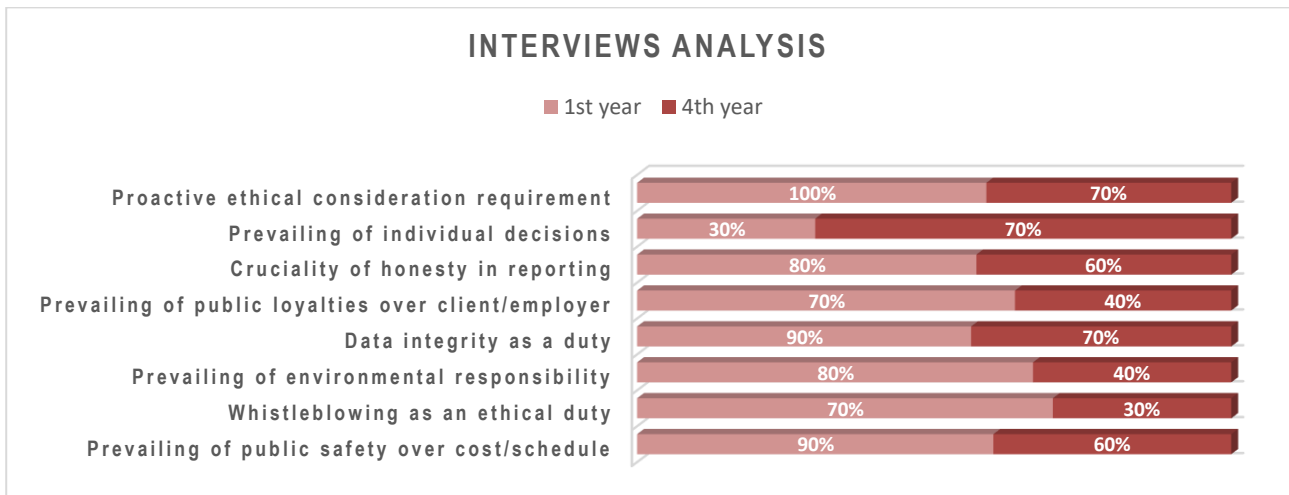 INTERVIEWS ANALYSIS
1st year 4th year
Proactive ethical consideration requirement 100% 70%
Prevailing of individual decisions 30% 70%
Cruciality of honesty in reporting 80% 60%
Prevailing of public loyalties over client/employer 70% 40%
Data integrity as a duty 90% 70%
Prevailing of environmental responsibility 80% 40%
Whistleblowing as an ethical duty 70% 30%
Prevailing of public safety over cost/schedule 90% 60%